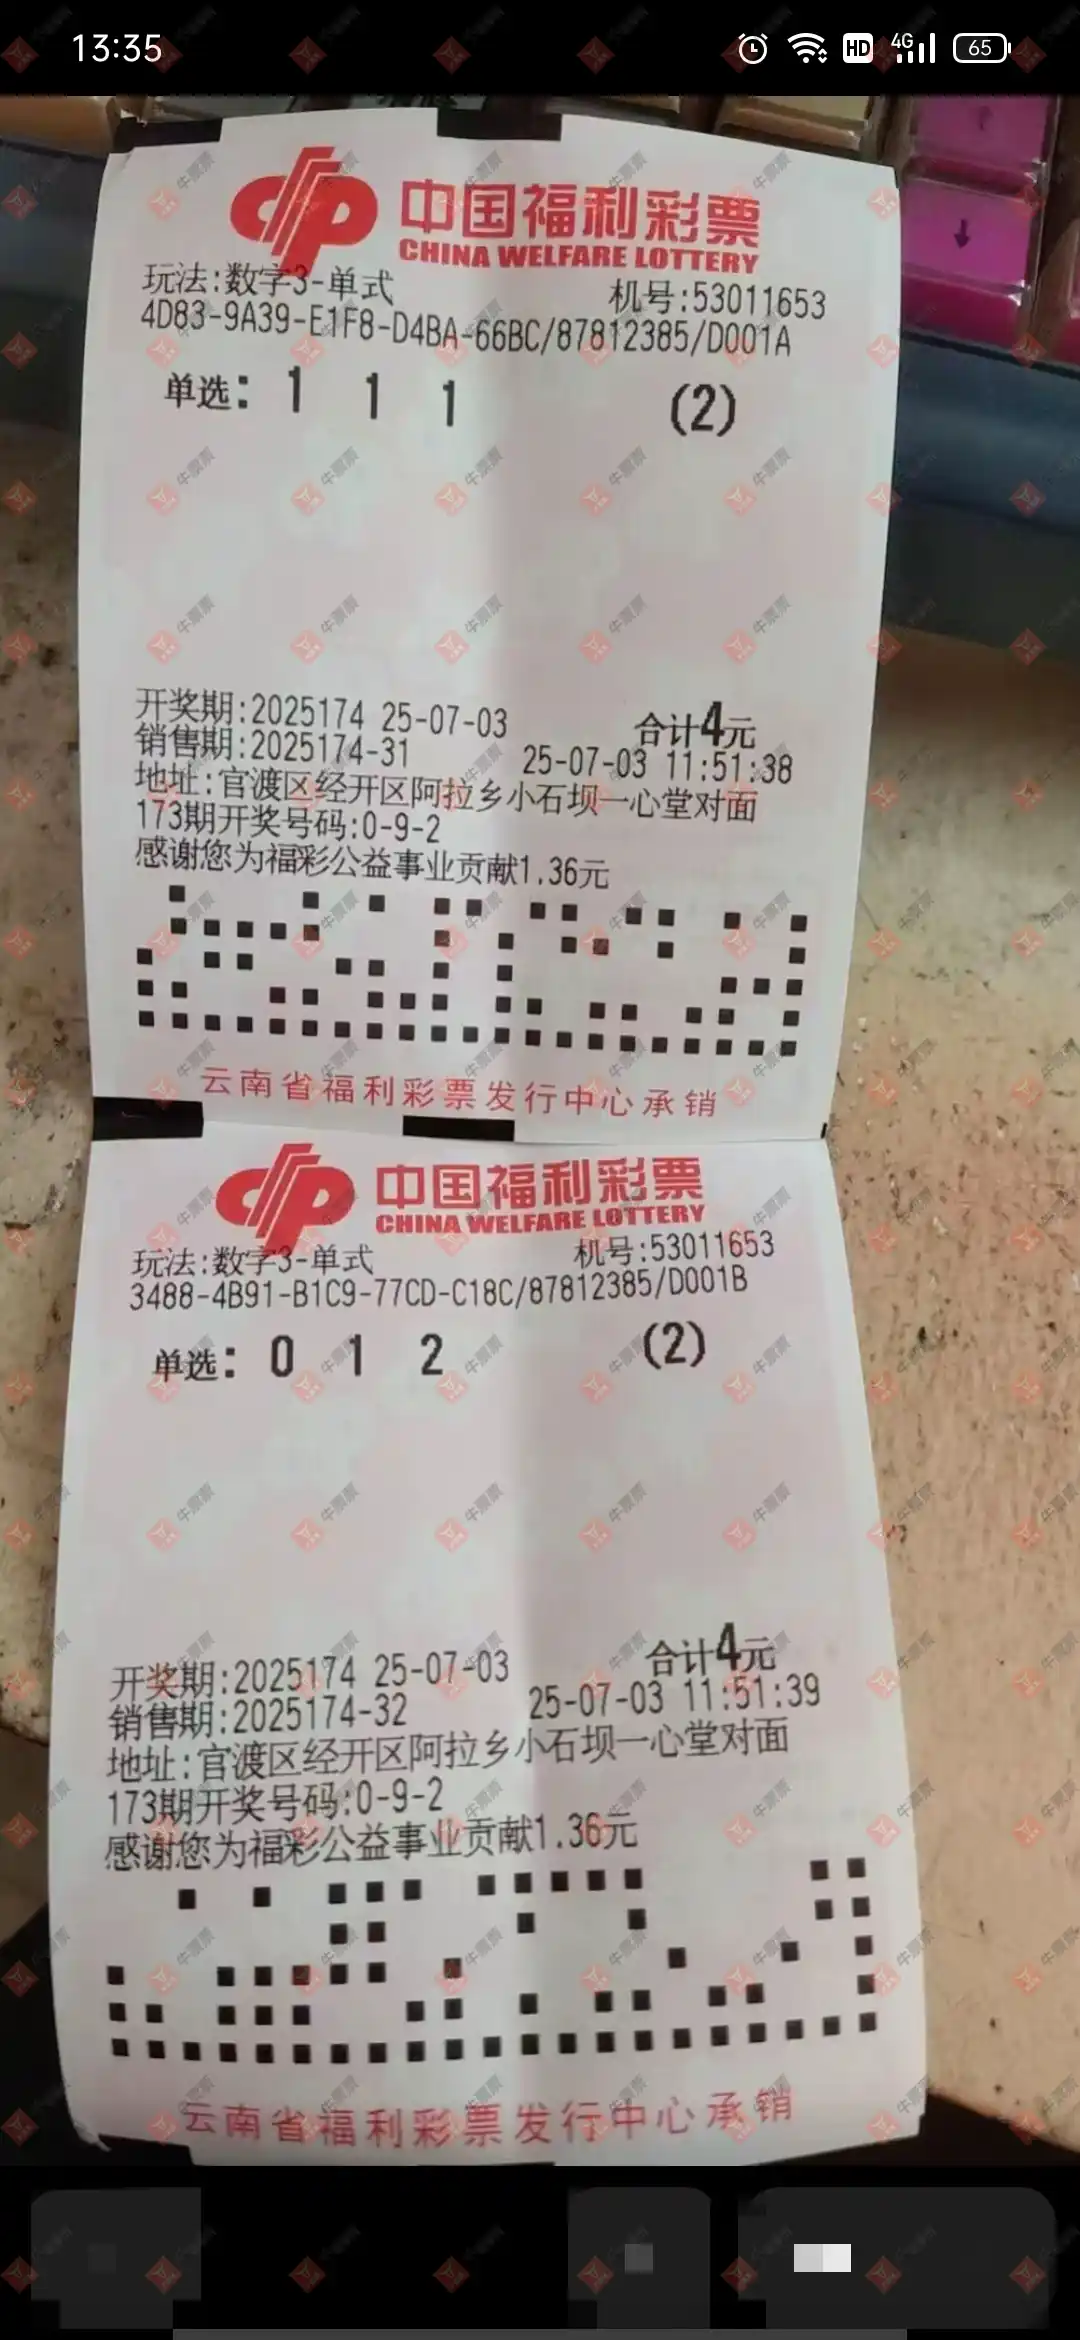 13:35
HD 4G 65
中国福利彩票
CHINA WELFARE LOTTERY
玩法:数字3-单式
机号:53011653
4D83-9A39-E1F8-D4BA-66BC/87812385/D001A
单选: 1 1 1 (2)
开奖期:2025174 25-07-03
合计4元
销售期:2025174-31
25-07-03 11:51:38
地址:官渡区经开区阿拉乡小石坝一心堂对面
173期开奖号码:0-9-2
感谢您为福彩公益事业贡献1.36元
云南省福利彩票发行中心承销
中国福利彩票
CHINA WELFARE LOTTERY
玩法:数字3-单式
机号:53011653
3488-4B91-B1C9-77CD-C18C/87812385/D001B
单选: 0 1 2 (2)
开奖期:2025174 25-07-03
合计4元
销售期:2025174-32
25-07-03 11:51:39
地址:官渡区经开区阿拉乡小石坝一心堂对面
173期开奖号码:0-9-2
感谢您为福彩公益事业贡献1.36元
云南省福利彩票发行中心承销
牛票票